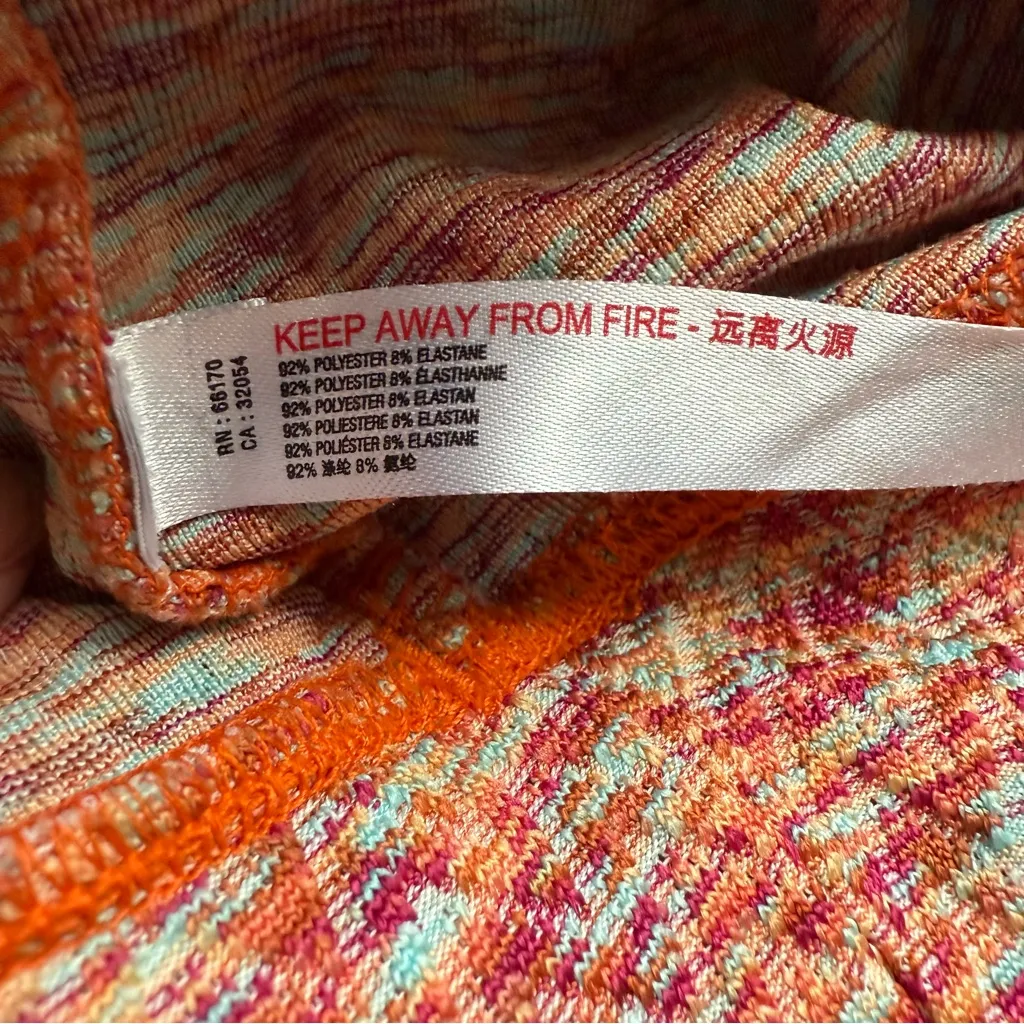 KEEP AWAY FROM FIRE - 远离火源
92% POLYESTER 8% ELASTANE
92% POLYESTER 8% ÉLASTHANNE
92% POLYESTER 8% ELASTAN
92% POLIESTERE 8% ELASTAN
92% POLIÉSTER 8% ELASTANE
92% 涤纶 8% 氨纶
RN : 66170
CA : 32054